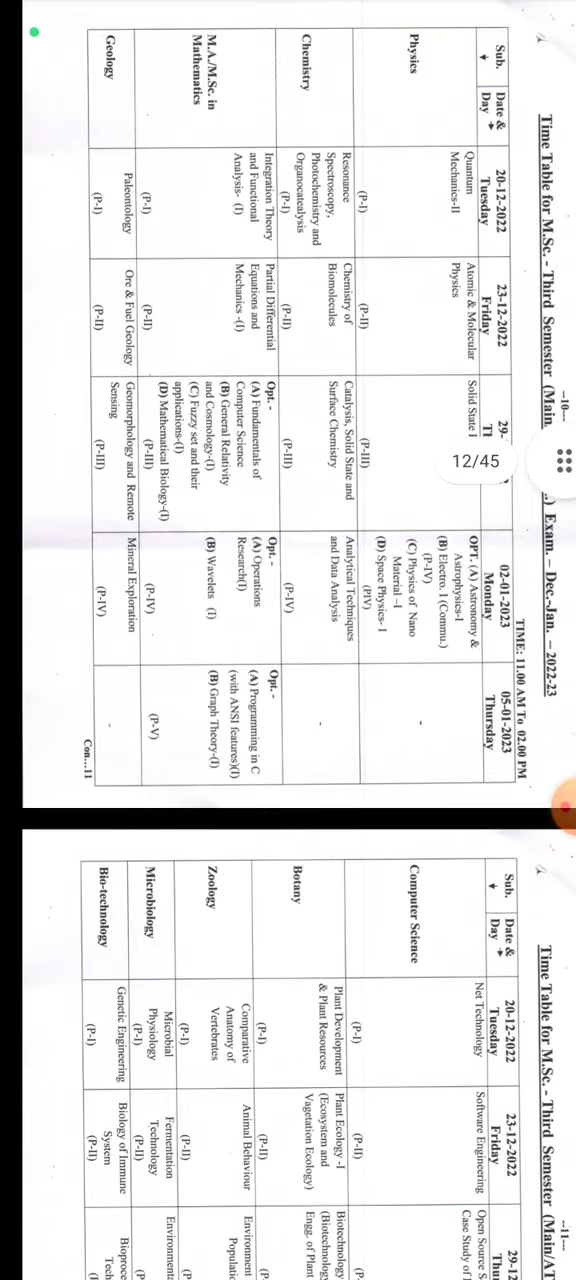 --10---
Time Table for M.Sc. - Third Semester (Main
.) Exam. – Dec.-Jan. – 2022-23
TIME: 11.00 AM To 02.00 PM
Sub.
Date &
Day
20-12-2022
Tuesday
23-12-2022
Friday
29-
02-01-2023
Monday
05-01-2023
Thursday
12/45
Physics
Quantum
Mechanics-II
(P-I)
Atomic & Molecular
Physics
(P-II)
Solid State I
(P-III)
OPT. (A) Astronomy &
Astrophysics-I
(B) Electro. I (Commu.)
(P-IV)
(C) Physics of Nano
Material –I
(D) Space Physics- I
(PIV)
-
Chemistry
Resonance
Spectroscopy,
Photochemistry and
Organocatealysis
(P-I)
Chemistry of
Biomolecules
(P-II)
Catalysis, Solid State and
Surface Chemistry
(P-III)
Analytical Techniques
and Data Analysis
(P-IV)
-
M.A./M.Sc. in
Mathematics
Integration Theory
and Functional
Analysis- (I)
(P-I)
Partial Differential
Equations and
Mechanics -(I)
(P-II)
Opt. -
(A) Fundamentals of
Computer Science
(B) General Relativity
and Cosmology-(I)
(C) Fuzzy set and their
applications-(I)
(D) Mathematical Biology-(I)
(P-III)
Opt. -
(A) Operations
Research(I)
(B) Wavelets (I)
(P-IV)
Opt. -
(A) Programming in C
(with ANSI features)(I)
(B) Graph Theory-(I)
(P-V)
Geology
Paleontology
(P-I)
Ore & Fuel Geology
(P-II)
Geomorphology and Remote
Sensing
(P-III)
Mineral Exploration
(P-IV)
-
Con...11
--11---
Time Table for M.Sc. - Third Semester (Main/AT
Sub.
Date &
Day
20-12-2022
Tuesday
23-12-2022
Friday
29-1
Thu
Computer Science
Net Technology
(P-I)
Software Engineering
(P-II)
Open Source S
Case Study of
(P-
Botany
Plant Development
& Plant Resources
(P-I)
Plant Ecology -I
(Ecosystem and
Vagetation Ecology)
(P-II)
Biotechnology
(Biotechnology
Engg. of Plant
(P-
Zoology
Comparative
Anatomy of
Vertebrates
(P-I)
Animal Behaviour
(P-II)
Environment
Populatio
Microbiology
Microbial
Physiology
(P-I)
Fermentation
Technology
(P-II)
Environmenta
(P
Bio-technology
Genetic Engineering
(P-I)
Biology of Immune
System
(P-II)
Bioproce
Tech